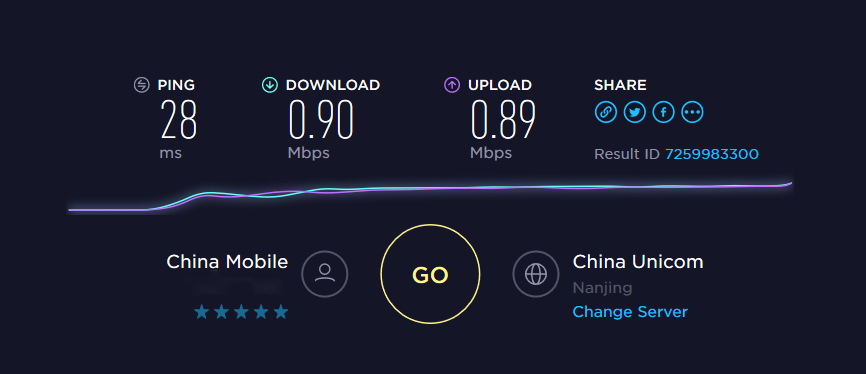 PING
28
ms
DOWNLOAD
0.90
Mbps
UPLOAD
0.89
Mbps
SHARE
Result ID 7259983300
China Mobile
GO
China Unicom
Nanjing
Change Server